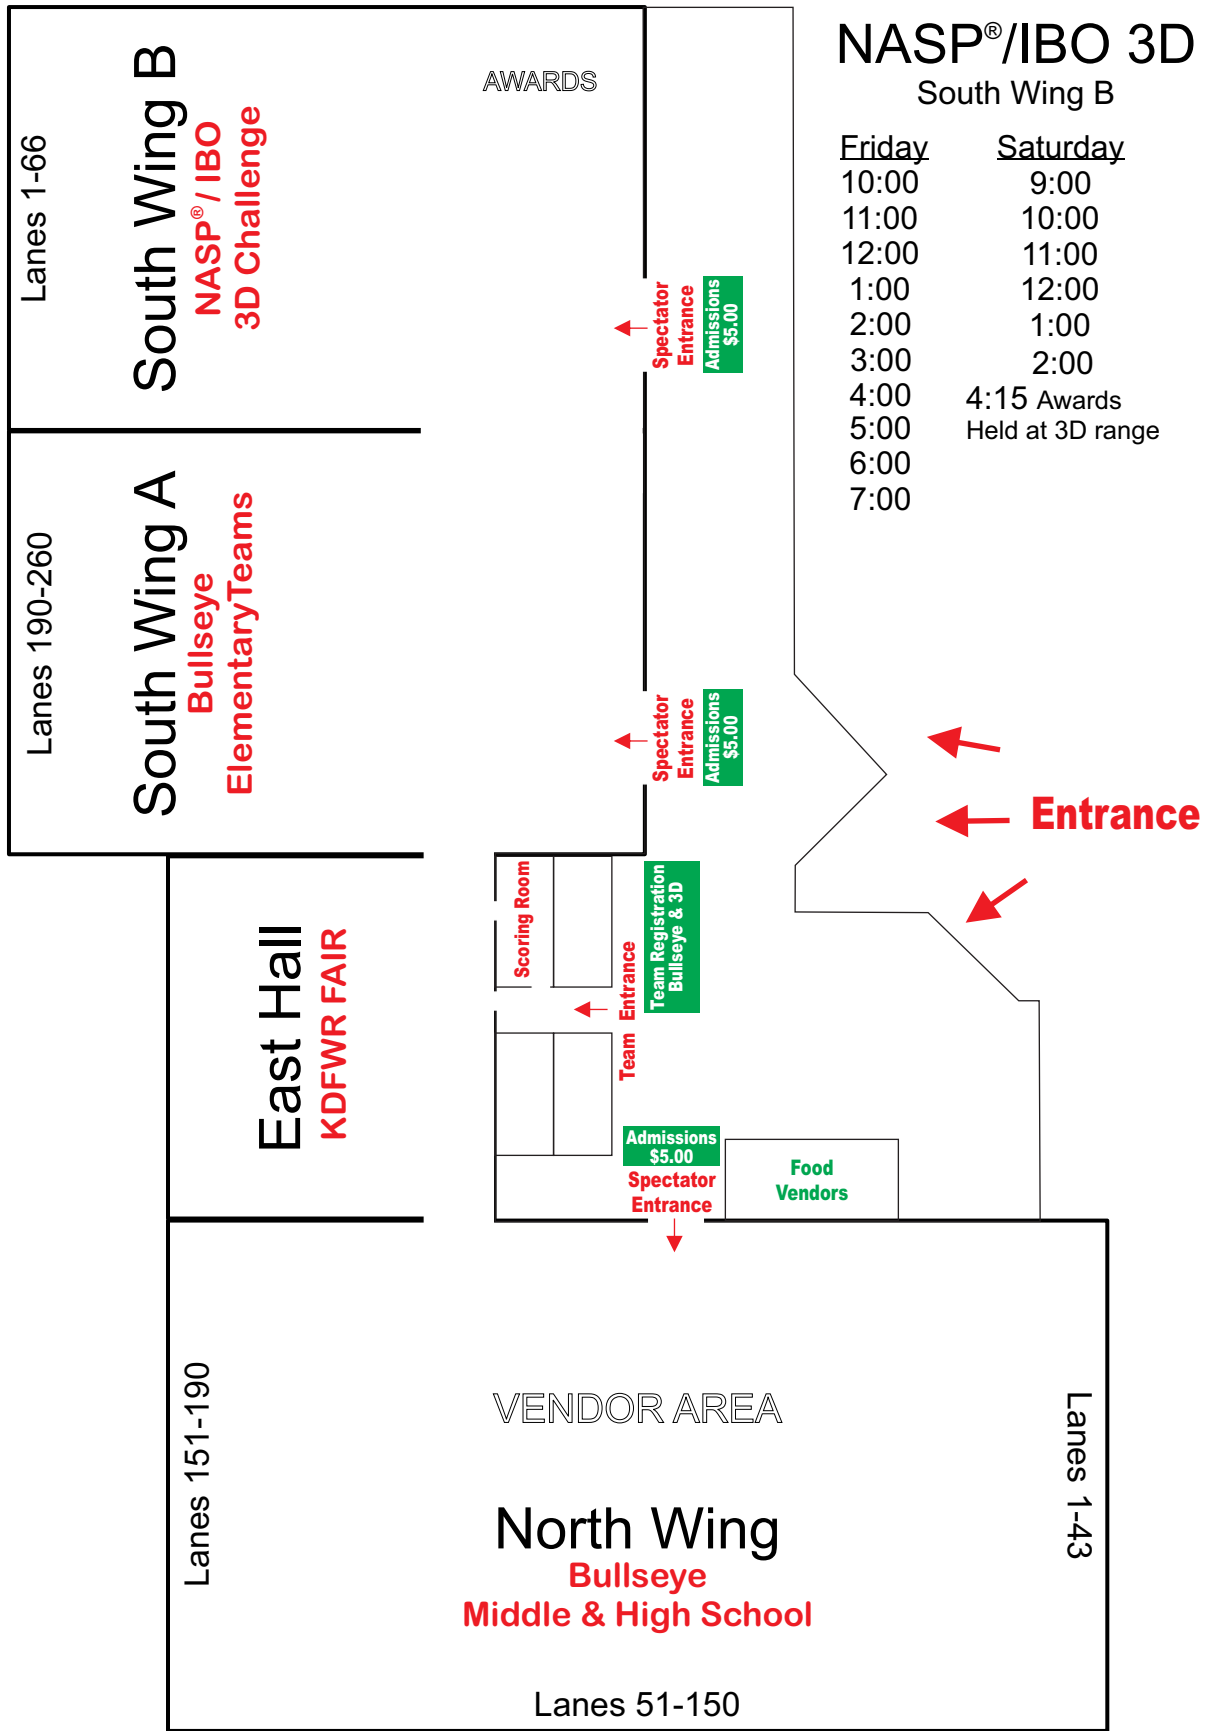 NASP®/IBO 3D
South Wing B
Friday
10:00
11:00
12:00
1:00
2:00
3:00
4:00
5:00
6:00
7:00
Saturday
9:00
10:00
11:00
12:00
1:00
2:00
4:15 Awards
Held at 3D range
AWARDS
Lanes 1-66
South Wing B
NASP®/ IBO
3D Challenge
Spectator
Entrance
Admissions
$5.00
Lanes 190-260
South Wing A
Bullseye
ElementaryTeams
Spectator
Entrance
Admissions
$5.00
Entrance
East Hall
KDFWR FAIR
Scoring Room
Team Entrance
Team Registration
Bullseye & 3D
Admissions
$5.00
Spectator
Entrance
Food
Vendors
Lanes 151-190
VENDOR AREA
North Wing
Bullseye
Middle & High School
Lanes 1-43
Lanes 51-150